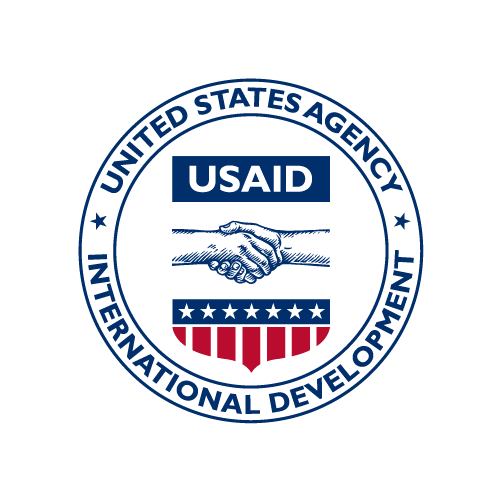 UNITED STATES AGENCY
USAID
INTERNATIONAL DEVELOPMENT